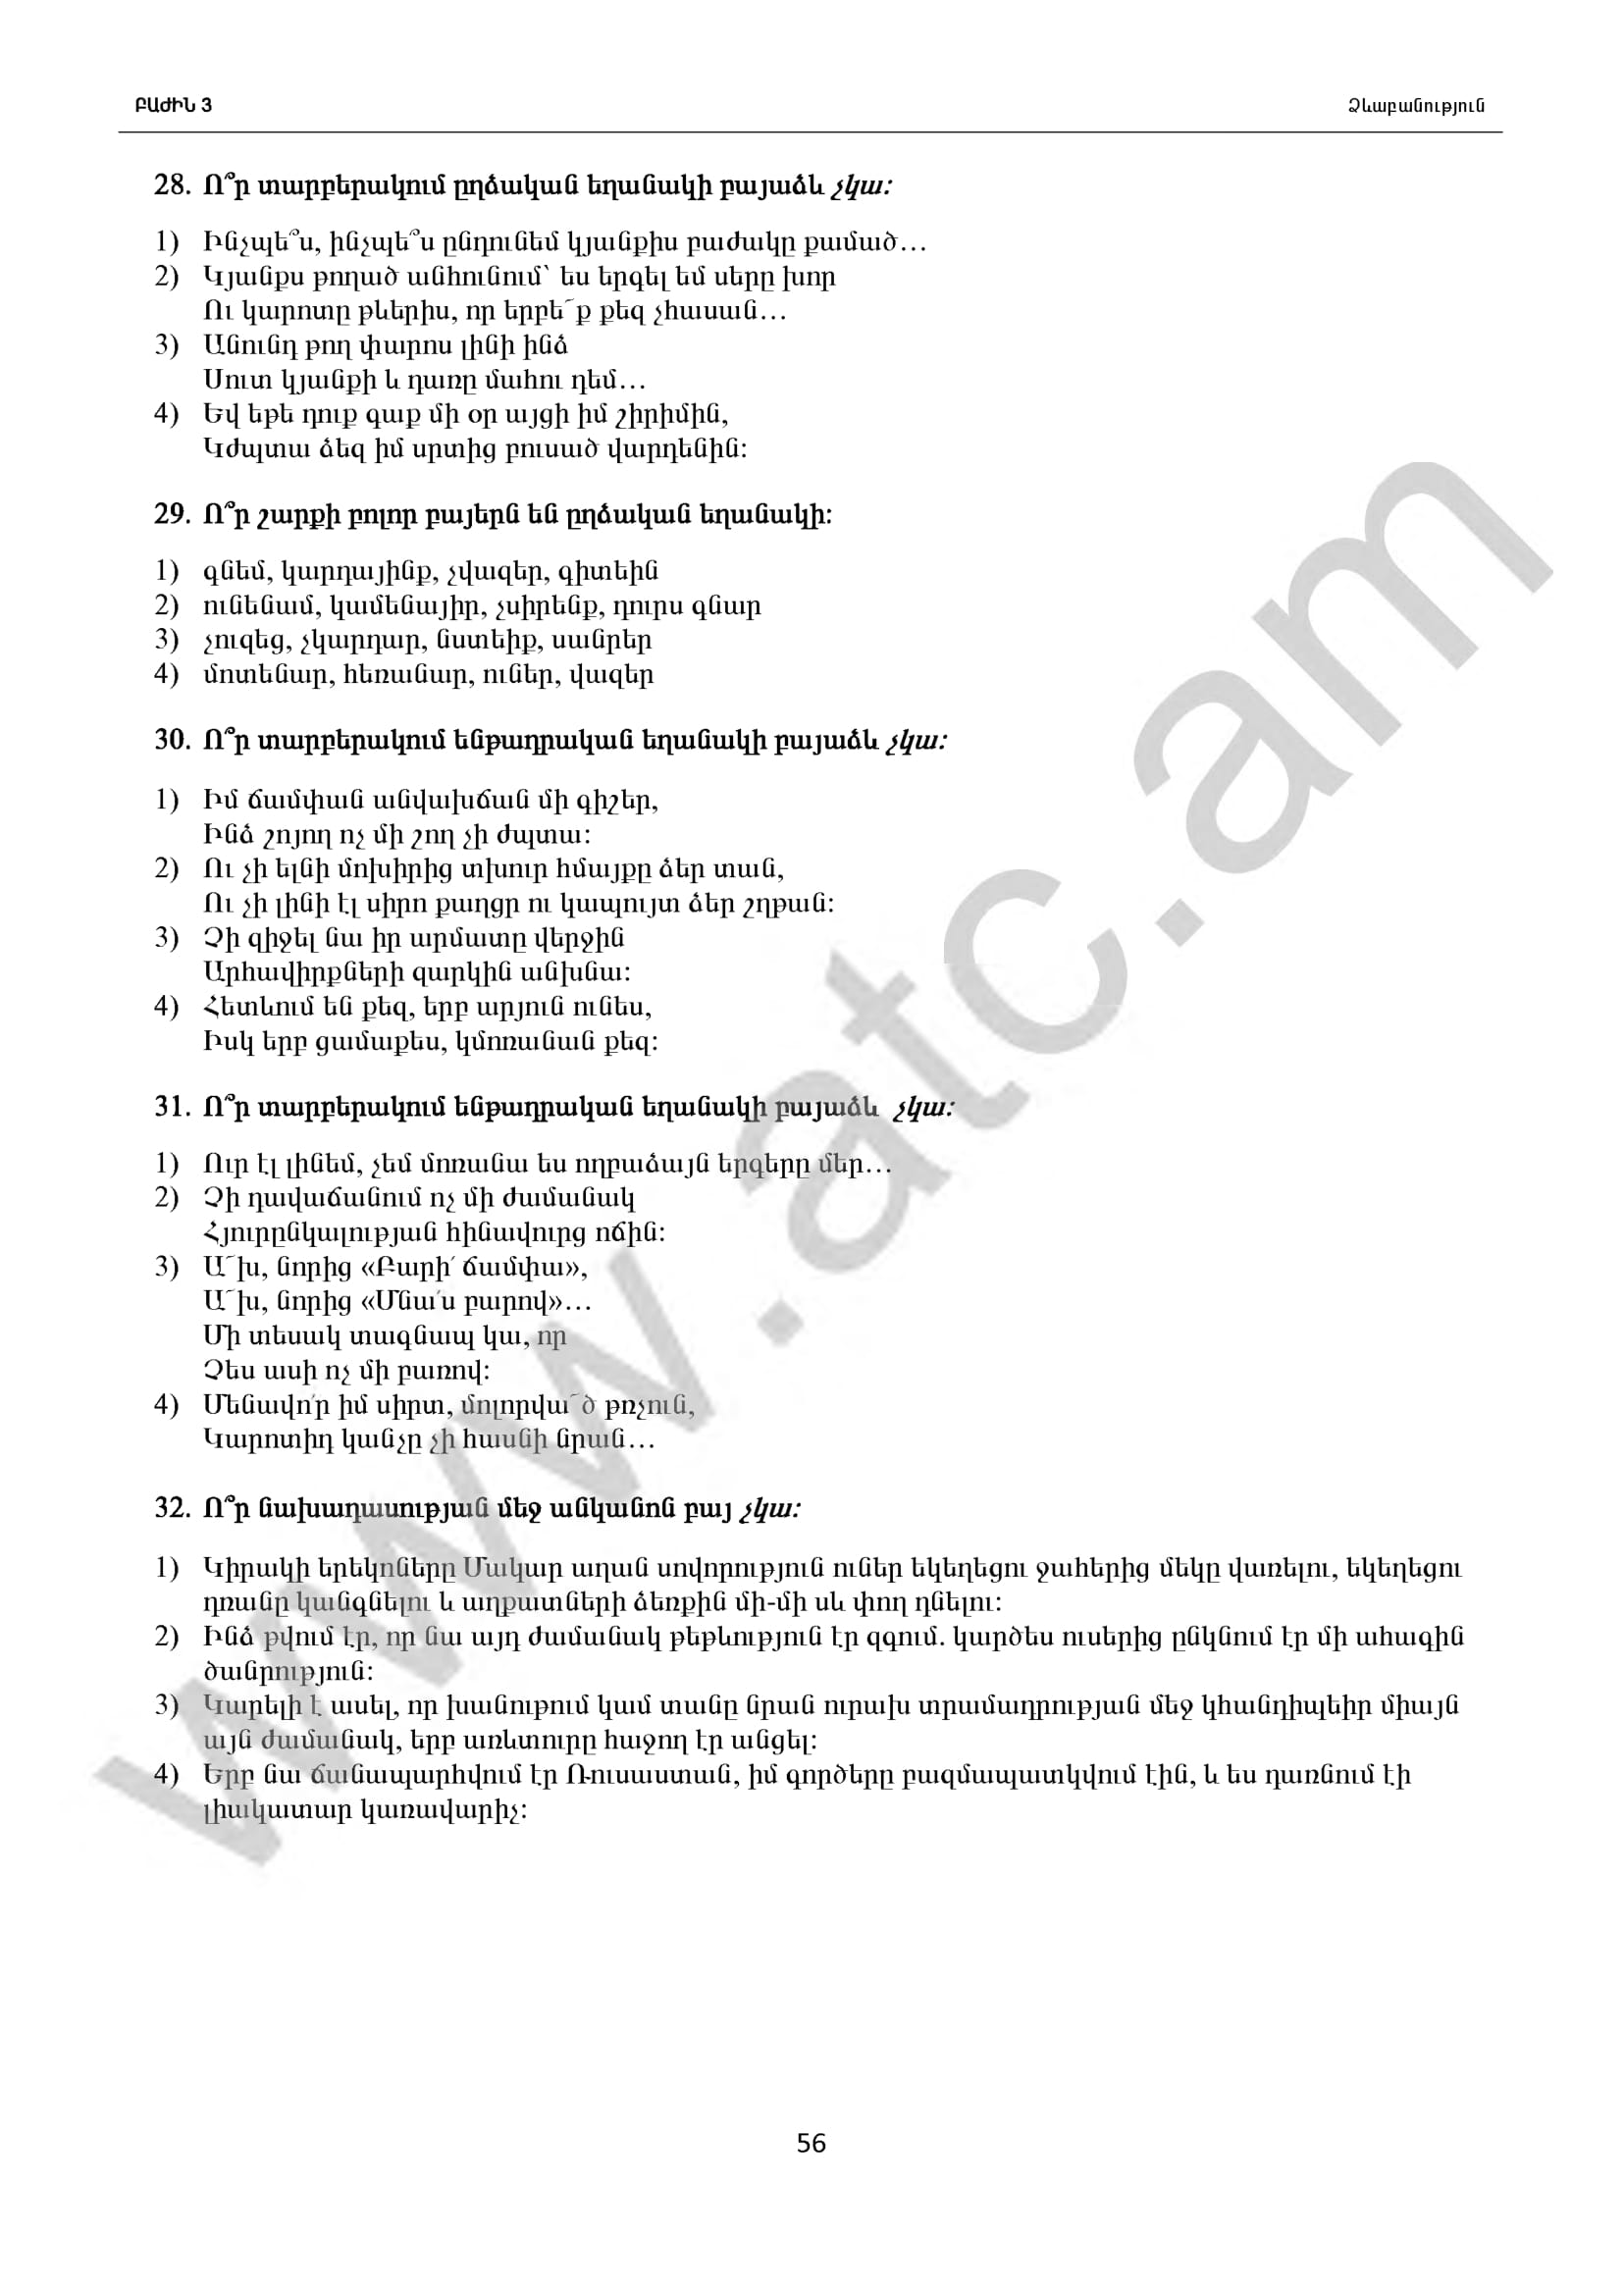 ԲԱԺԻՆ 3
Ձևաբանություն
28. Ո՞ր տարբերակում ըղձական եղանակի բայաձև չկա:
1) Ինչպե՞ս, ինչպե՞ս ընդունեմ կյանքիս բաժակը քամած…
2) Կյանքս թողած անհունում՝ ես երգել եմ սերը խոր
Ու կարոտը թևերիս, որ երբե՜ք քեզ չհասան…
3) Անունդ թող փարոս լինի ինձ
Սուտ կյանքի և դառը մահու դեմ…
4) Եվ եթե դուք գաք մի օր այցի իմ շիրիմին,
Կժպտա ձեզ իմ սրտից բուսած վարդենին:
29. Ո՞ր շարքի բոլոր բայերն են ըղձական եղանակի:
1) գնեմ, կարդայինք, չվազեր, գիտեին
2) ունենամ, կամենայիր, չսիրենք, դուրս գնար
3) չուզեց, չկարդար, նստեիք, սանրեր
4) մոտենար, հեռանար, ուներ, վազեր
30. Ո՞ր տարբերակում ենթադրական եղանակի բայաձև չկա:
1) Իմ ճամփան անվախճան մի գիշեր,
Ինձ շոյող ոչ մի շող չի ժպտա:
2) Ու չի ելնի մոխիրից տխուր հմայքը ձեր տան,
Ու չի լինի էլ սիրո քաղցր ու կապույտ ձեր շղթան:
3) Չի զիջել նա իր արմատը վերջին
Արհավիրքների զարկին անխնա:
4) Հետևում են քեզ, երբ արյուն ունես,
Իսկ երբ ցամաքես, կմոռանան քեզ:
31. Ո՞ր տարբերակում ենթադրական եղանակի բայաձև չկա:
1) Ուր էլ լինեմ, չեմ մոռանա ես ողբաձայն երգերը մեր…
2) Չի դավաճանում ոչ մի ժամանակ
Հյուրընկալության հինավուրց ոճին:
3) Ա՜խ, նորից «Բարի՛ ճամփա»,
Ա՜խ, նորից «Մնա՛ս բարով»…
Մի տեսակ տագնապ կա, որ
Չես ասի ոչ մի բառով:
4) Մենավո՛ր իմ սիրտ, մոլորվա՜ծ թռչուն,
Կարոտիդ կանչը չի հասնի նրան…
32. Ո՞ր նախադասության մեջ անկանոն բայ չկա:
1) Կիրակի երեկոները Մակար աղան սովորություն ուներ եկեղեցու ջահերից մեկը վառելու, եկեղեցու
դռանը կանգնելու և աղքատների ձեռքին մի-մի սև փող դնելու:
2) Ինձ թվում էր, որ նա այդ ժամանակ թեթևություն էր զգում. կարծես ուսերից ընկնում էր մի ահագին
ծանրություն:
3) Կարելի է ասել, որ խանութում կամ տանը նրան ուրախ տրամադրության մեջ կհանդիպեիր միայն
այն ժամանակ, երբ առևտուրը հաջող էր անցել:
4) Երբ նա ճանապարհվում էր Ռուսաստան, իմ գործերը բազմապատկվում էին, և ես դառնում էի
լիակատար կառավարիչ:
www.atc.am
56